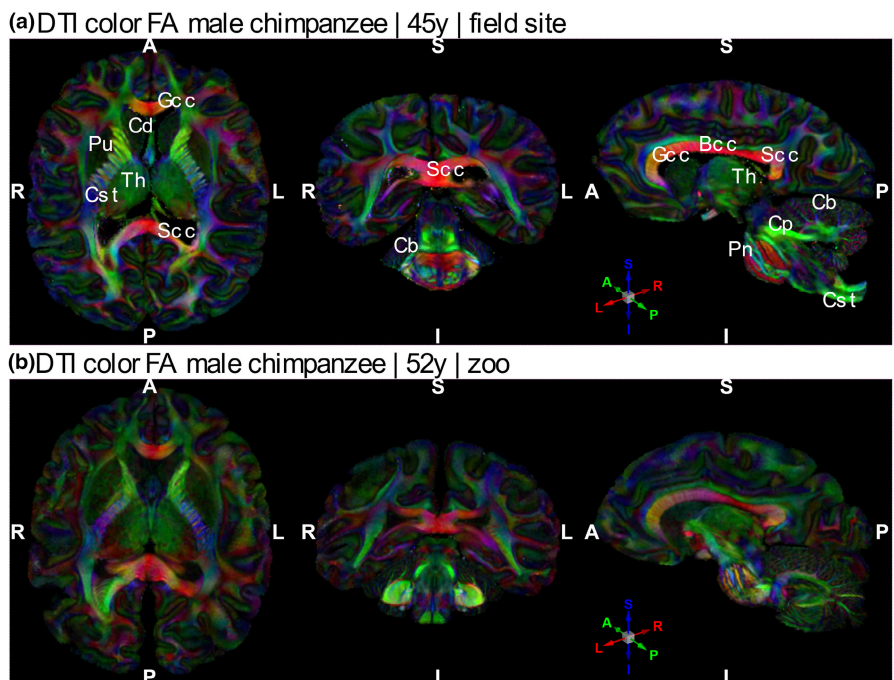 (a) DTI color FA male chimpanzee | 45y | field site
A S S
Gcc
Cd
Pu
Th
Cst
Scc
R L
P
Scc
Cb
R L
I
Gcc Bcc Scc
Th
Cb
Cp
Pn
Cst
A P
I
S
A R
L P
I
(b) DTI color FA male chimpanzee | 52y | zoo
A S S
R L R L A P
S
A R
L P
I
P I I